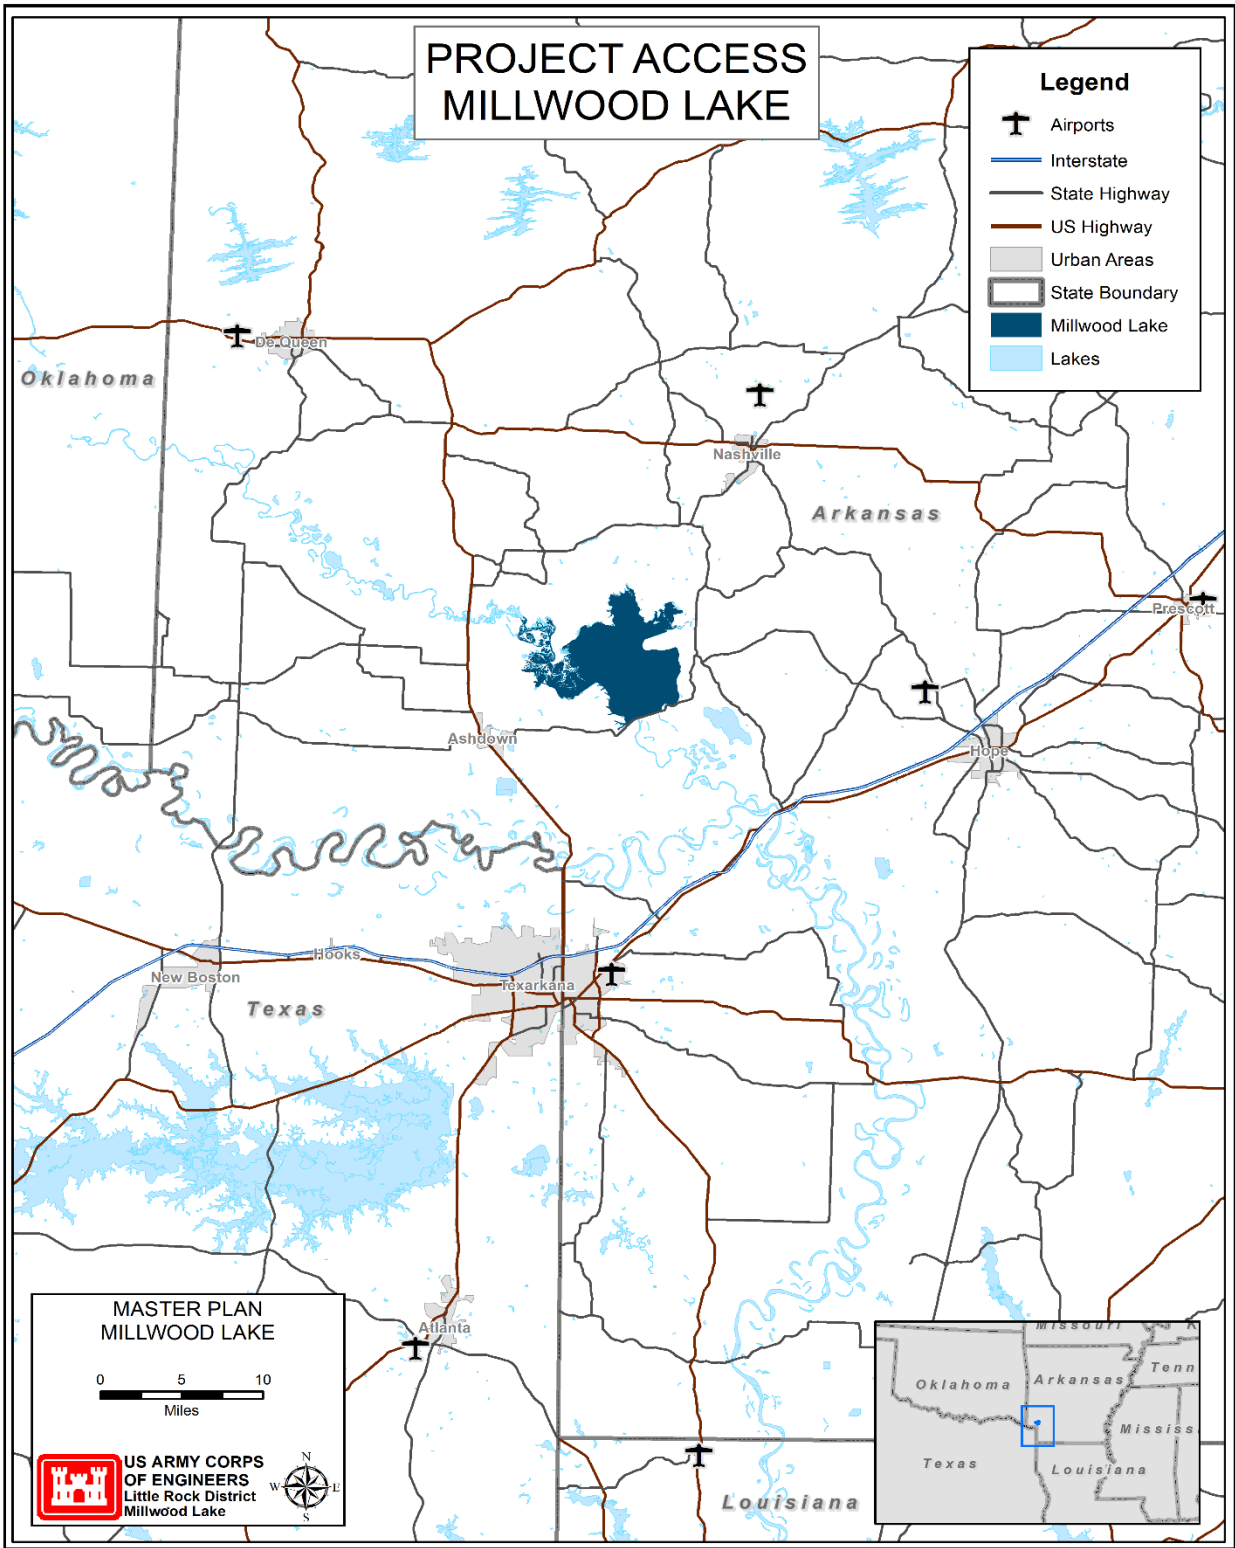 PROJECT ACCESS
MILLWOOD LAKE
Legend
Airports
Interstate
State Highway
US Highway
Urban Areas
State Boundary
Millwood Lake
Lakes
De Queen
Oklahoma
Nashville
Arkansas
Prescott
Ashdown
Hope
Hooks
New Boston
Texarkana
Texas
Atlanta
Louisiana
MASTER PLAN
MILLWOOD LAKE
0 5 10
Miles
US ARMY CORPS
OF ENGINEERS
Little Rock District
Millwood Lake
N
W E
S
Missouri K
Tenn
Oklahoma Arkansas
Mississ
Texas Louisiana